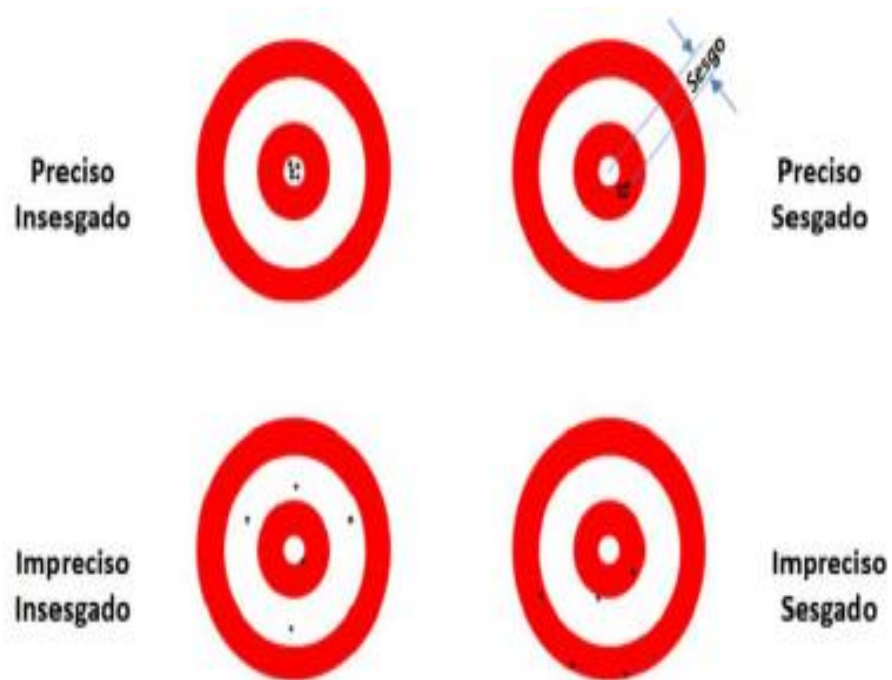 Sesgo
Preciso
Insesgado
Preciso
Sesgado
Impreciso
Insesgado
Impreciso
Sesgado